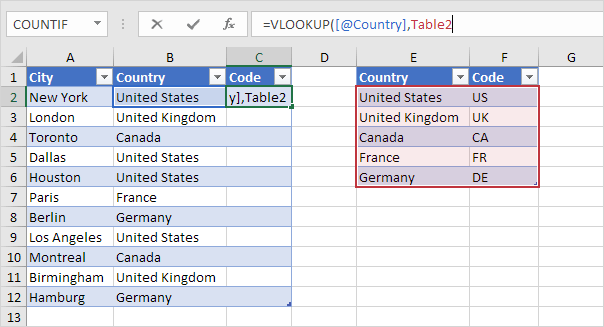 COUNTIF =VLOOKUP([@Country],Table2
A B C D E F G
1 City Country Code Country Code
2 New York United States y],Table2 United States US
3 London United Kingdom United Kingdom UK
4 Toronto Canada Canada CA
5 Dallas United States France FR
6 Houston United States Germany DE
7 Paris France
8 Berlin Germany
9 Los Angeles United States
10 Montreal Canada
11 Birmingham United Kingdom
12 Hamburg Germany
13